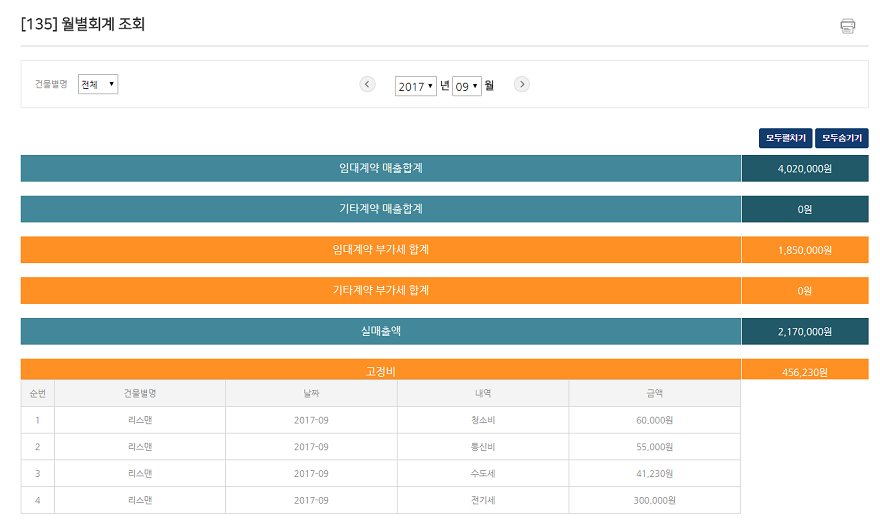 [135] 월별회계 조회
건물별명 전체 2017 년 09 월
모두펼치기 모두숨기기
임대계약 매출합계 4,020,000원
기타계약 매출합계 0원
임대계약 부가세 합계 1,850,000원
기타계약 부가세 합계 0원
실매출액 2,170,000원
고정비 456,230원
순번 건물별명 날짜 내역 금액
1 리스맨 2017-09 청소비 60,000원
2 리스맨 2017-09 통신비 55,000원
3 리스맨 2017-09 수도세 41,230원
4 리스맨 2017-09 전기세 300,000원